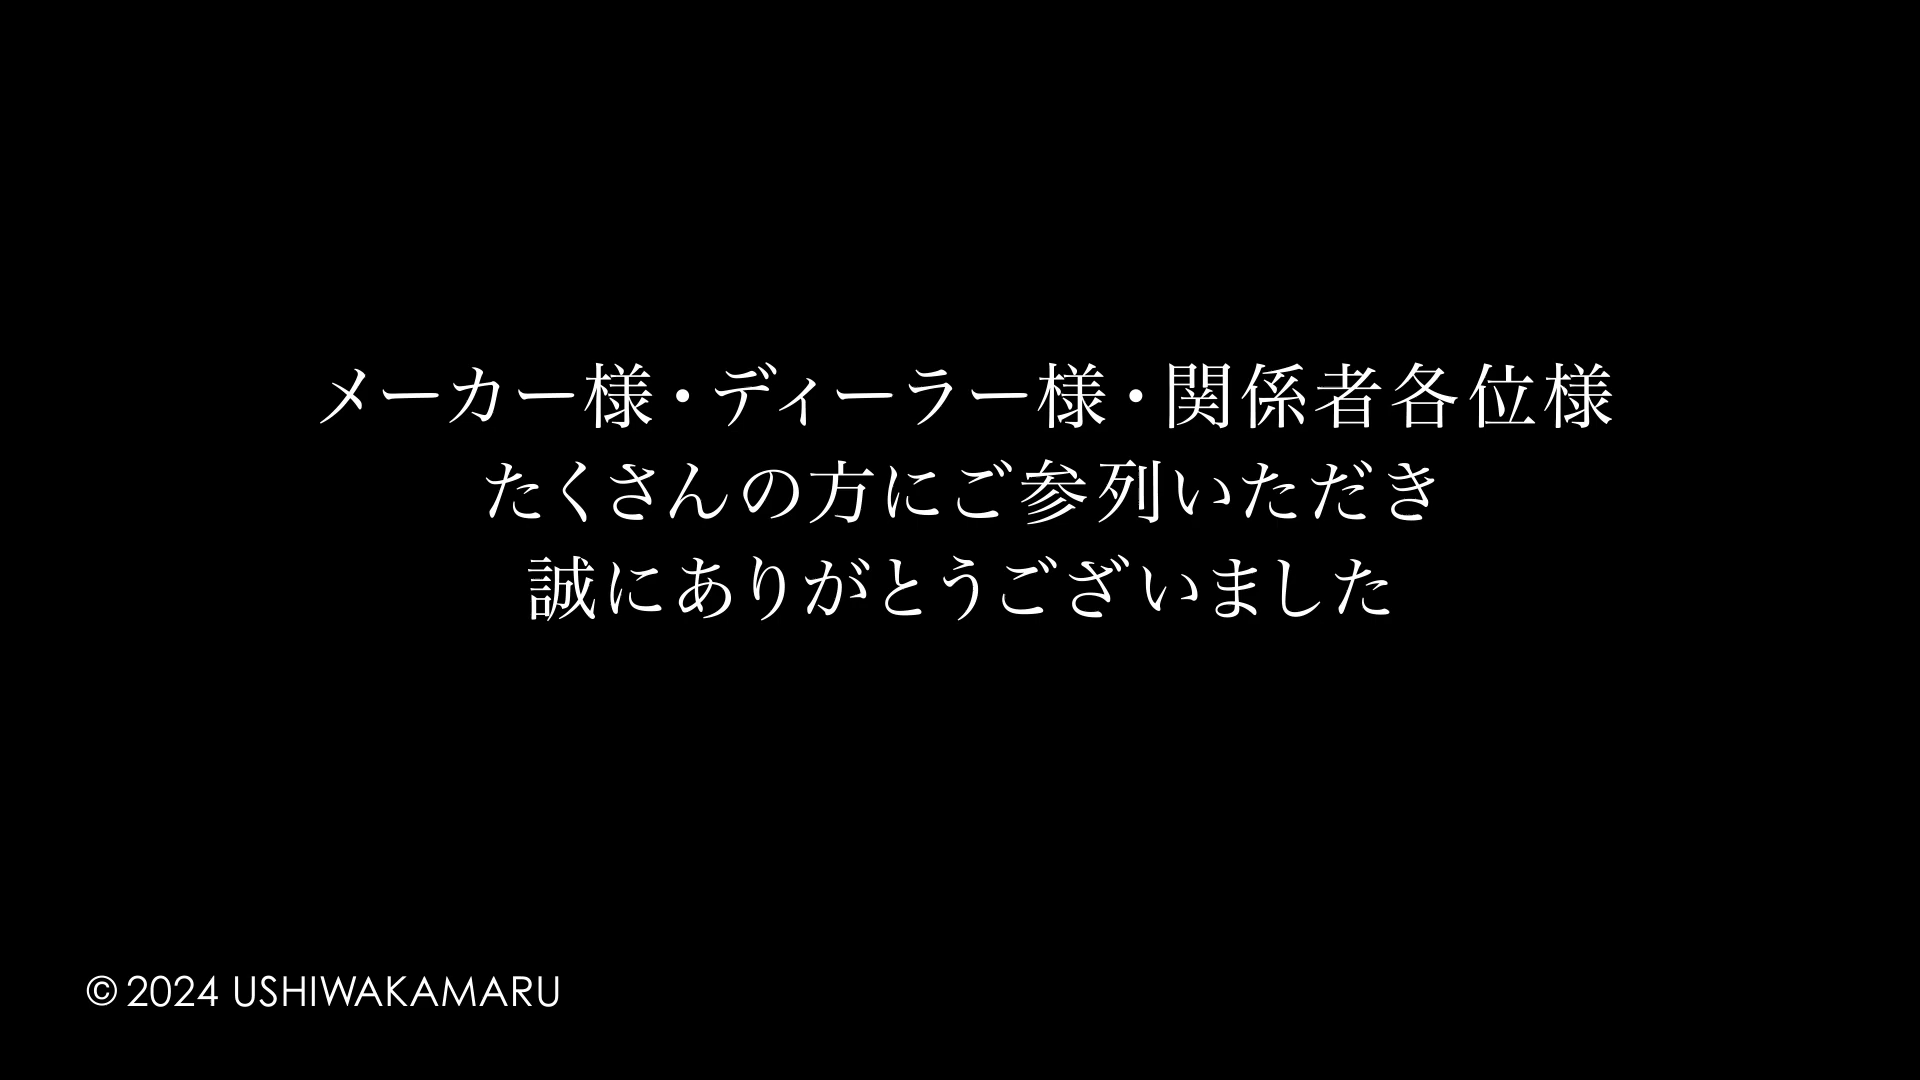 メーカー様・ディーラー様・関係者各位様
たくさんの方にご参列いただき
誠にありがとうございました
© 2024 USHIWAKAMARU